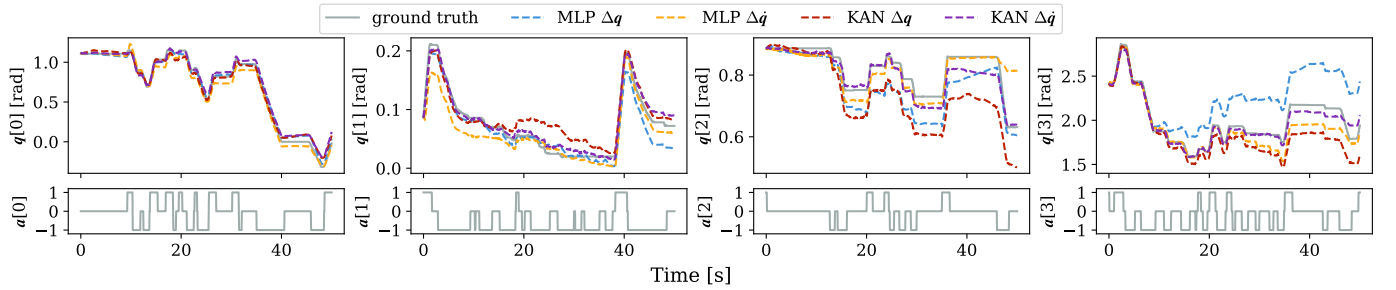 ground truth MLP Δq MLP Δq̇ KAN Δq KAN Δq̇
q[0] [rad]
1.0
0.5
0.0
q[1] [rad]
0.2
0.1
0.0
q[2] [rad]
0.8
0.6
q[3] [rad]
2.5
2.0
1.5
a[0]
1
0
−1
0 20 40
a[1]
1
0
−1
0 20 40
a[2]
1
0
−1
0 20 40
a[3]
1
0
−1
0 20 40
Time [s]